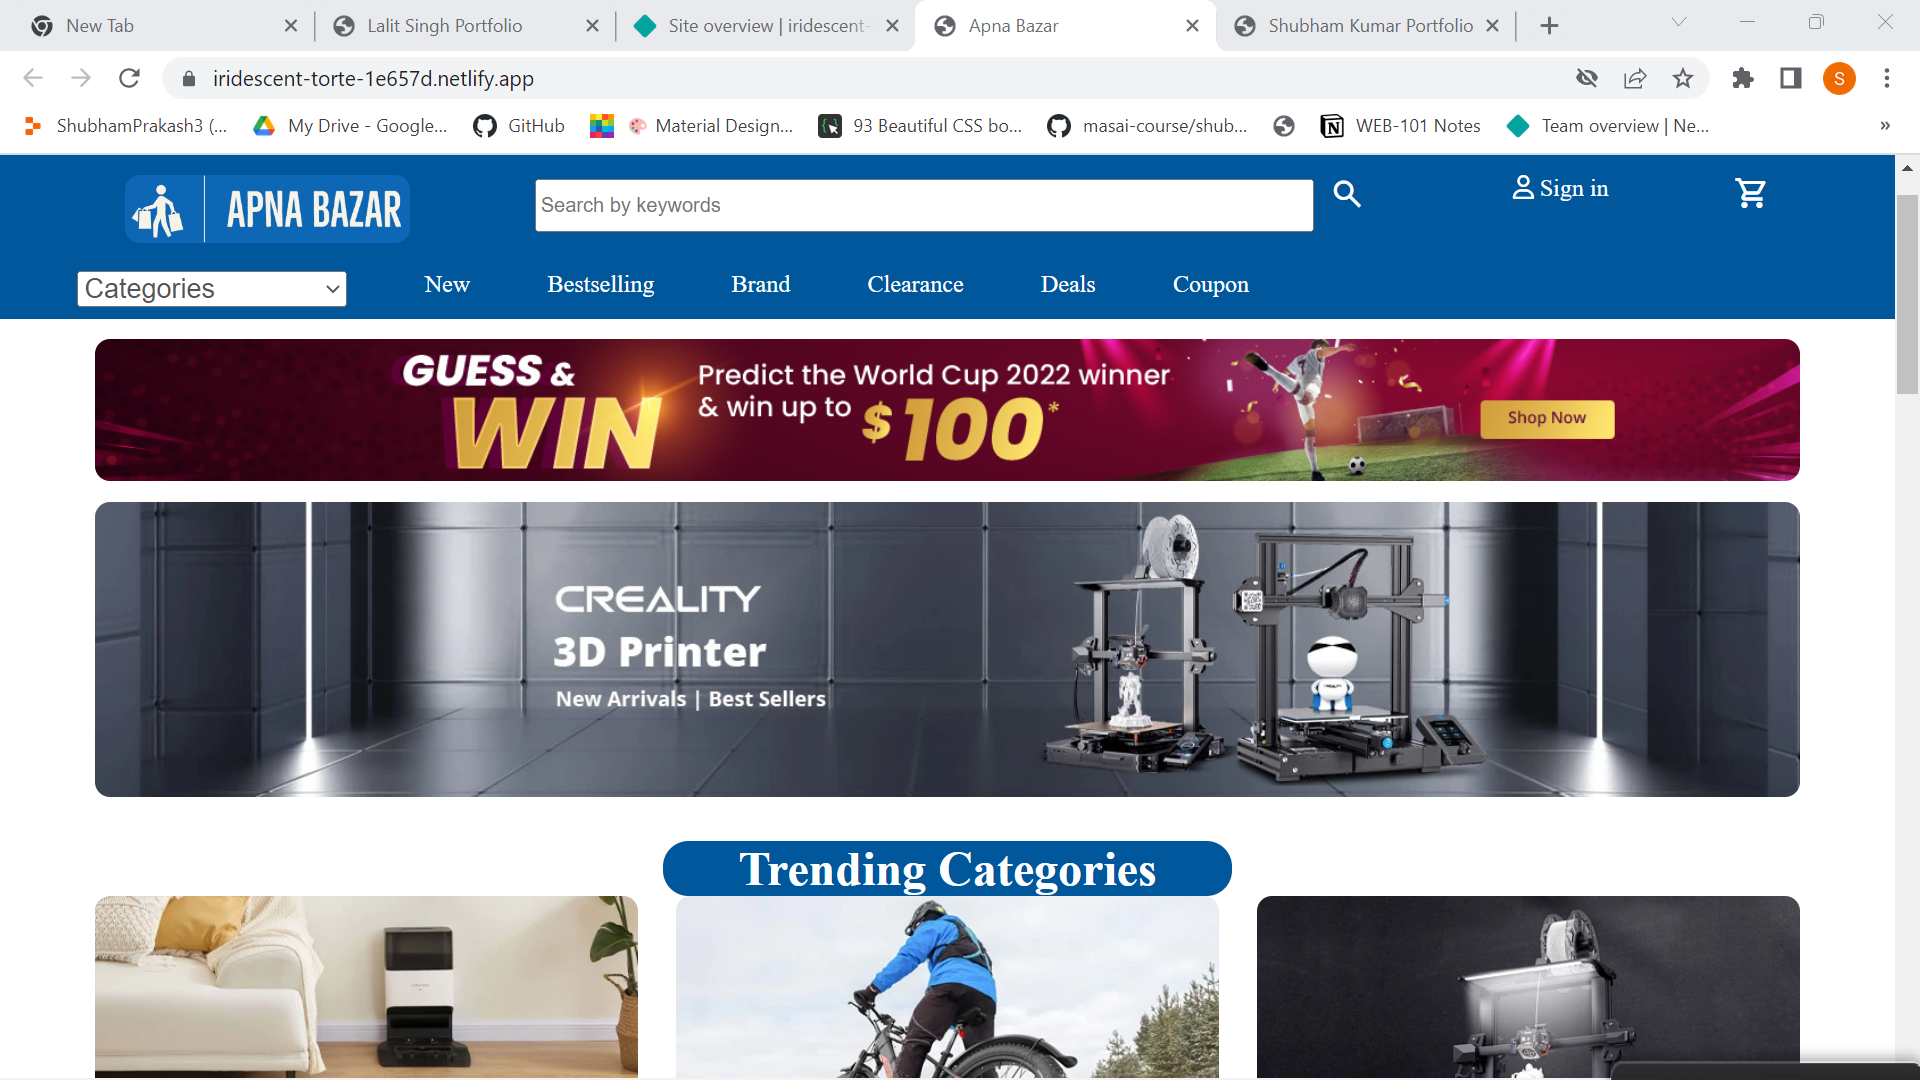 New Tab
Lalit Singh Portfolio
Site overview | iridescent-
Apna Bazar
Shubham Kumar Portfolio
iridescent-torte-1e657d.netlify.app
S
ShubhamPrakash3 (...
My Drive - Google...
GitHub
Material Design...
93 Beautiful CSS bo...
masai-course/shub...
WEB-101 Notes
Team overview | Ne...
»
APNA BAZAR
Search by keywords
Sign in
Categories
New
Bestselling
Brand
Clearance
Deals
Coupon
GUESS &
WIN
Predict the World Cup 2022 winner
& win up to $100*
Shop Now
CREALITY
3D Printer
New Arrivals | Best Sellers
Trending Categories